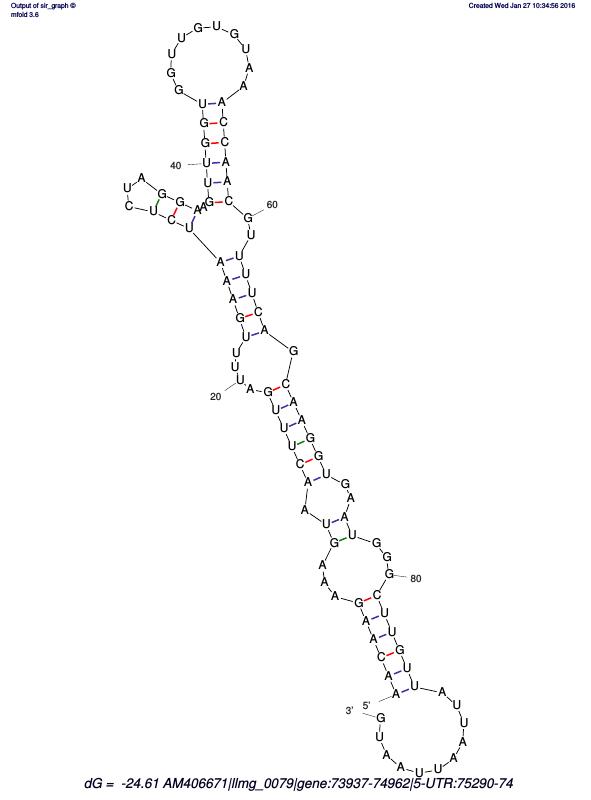 Output of sir_graph ©
mfold 3.6
Created Wed Jan 27 10:34:56 2016
40
60
20
80
3' 5'
dG = -24.61 AM406671|llmg_0079|gene:73937-74962|5-UTR:75290-74